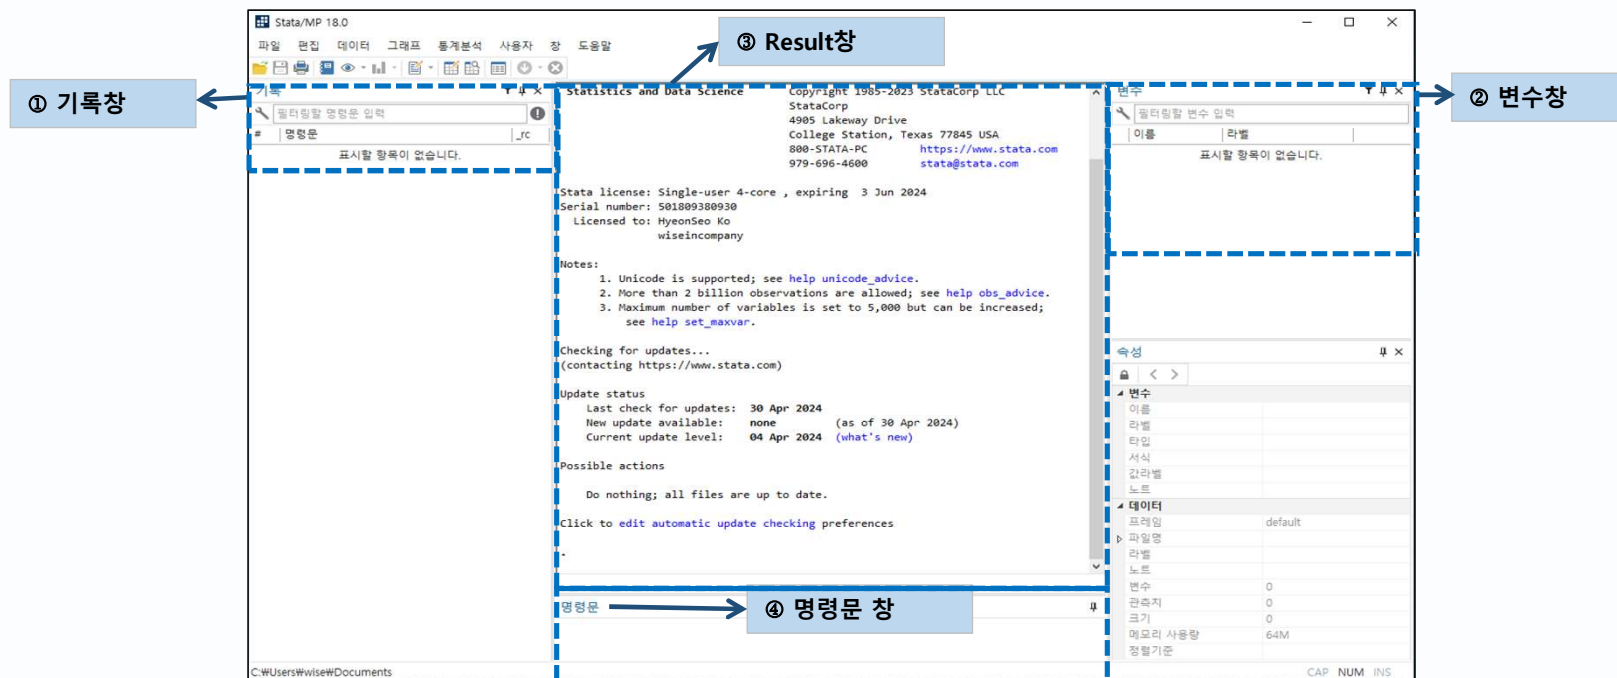 Stata/MP 18.0
파일 편집 데이터 그래프 통계분석 사용자 창 도움말
③ Result창
① 기록창
② 변수창
기록
필터링할 명령문 입력
# 명령문 _rc
표시할 항목이 없습니다.
Statistics and Data Science Copyright 1985-2023 StataCorp LLC
StataCorp
4905 Lakeway Drive
College Station, Texas 77845 USA
800-STATA-PC https://www.stata.com
979-696-4600 stata@stata.com
Stata license: Single-user 4-core , expiring 3 Jun 2024
Serial number: 501809380930
Licensed to: HyeonSeo Ko
wiseincompany
Notes:
1. Unicode is supported; see help unicode_advice.
2. More than 2 billion observations are allowed; see help obs_advice.
3. Maximum number of variables is set to 5,000 but can be increased;
see help set_maxvar.
Checking for updates...
(contacting https://www.stata.com)
Update status
Last check for updates: 30 Apr 2024
New update available: none (as of 30 Apr 2024)
Current update level: 04 Apr 2024 (what's new)
Possible actions
Do nothing; all files are up to date.
Click to edit automatic update checking preferences
.
명령문
④ 명령문 창
변수
필터링할 변수 입력
이름 라벨
표시할 항목이 없습니다.
속성
변수
이름
라벨
타입
서식
값라벨
노트
데이터
프레임 default
파일명
라벨
노트
변수 0
관측치 0
크기 0
메모리 사용량 64M
정렬기준
C:₩Users₩wise₩Documents
CAP NUM INS